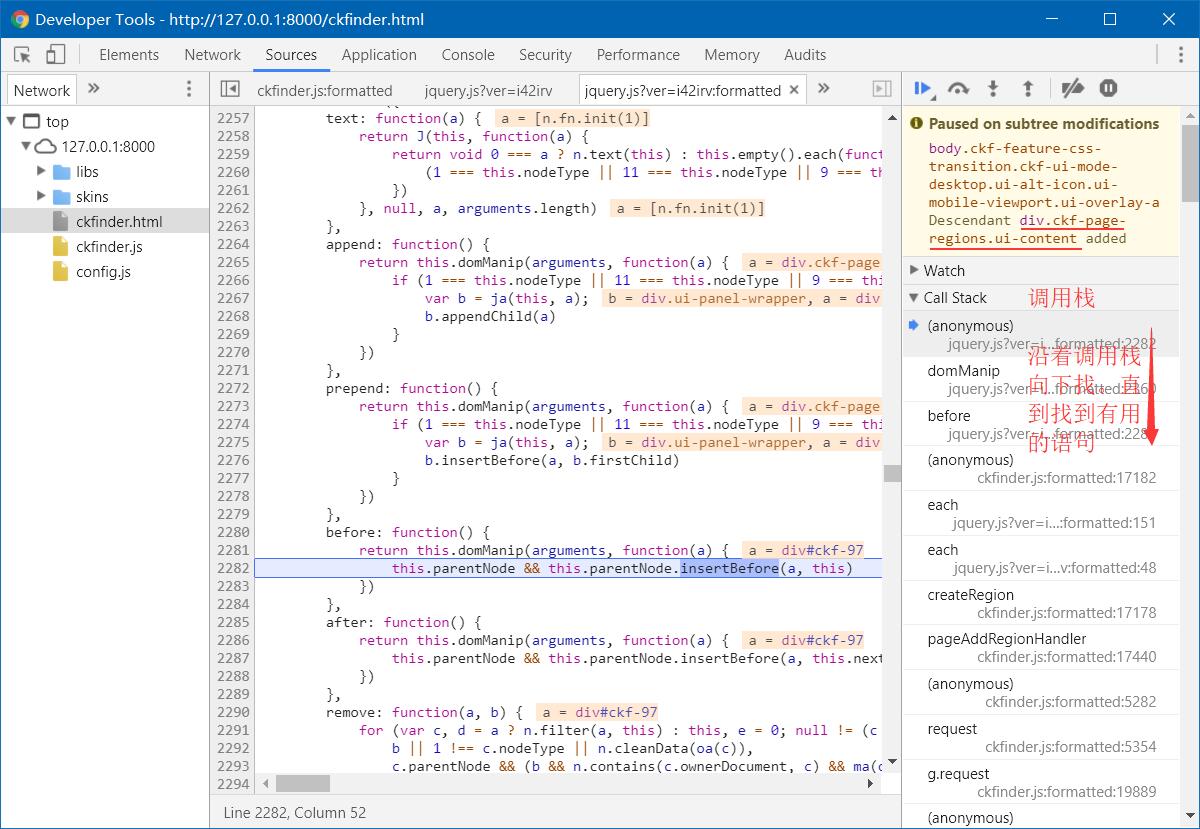 Developer Tools - http://127.0.0.1:8000/ckfinder.html
Elements Network Sources Application Console Security Performance Memory Audits
Network »
ckfinder.js:formatted jquery.js?ver=i42irv jquery.js?ver=i42irv:formatted × »
top
127.0.0.1:8000
libs
skins
ckfinder.html
ckfinder.js
config.js
2257 text: function(a) { a = [n.fn.init(1)]
2258 return J(this, function(a) {
2259 return void 0 === a ? n.text(this) : this.empty().each(funct
2260 (1 === this.nodeType || 11 === this.nodeType || 9 === th
2261 })
2262 }, null, a, arguments.length) a = [n.fn.init(1)]
2263 },
2264 append: function() {
2265 return this.domManip(arguments, function(a) { a = div.ckf-page
2266 if (1 === this.nodeType || 11 === this.nodeType || 9 === thi
2267 var b = ja(this, a); b = div.ui-panel-wrapper, a = div
2268 b.appendChild(a)
2269 }
2270 })
2271 },
2272 prepend: function() {
2273 return this.domManip(arguments, function(a) { a = div.ckf-page
2274 if (1 === this.nodeType || 11 === this.nodeType || 9 === thi
2275 var b = ja(this, a); b = div.ui-panel-wrapper, a = div
2276 b.insertBefore(a, b.firstChild)
2277 }
2278 })
2279 },
2280 before: function() {
2281 return this.domManip(arguments, function(a) { a = div#ckf-97
2282 this.parentNode && this.parentNode.insertBefore(a, this)
2283 })
2284 },
2285 after: function() {
2286 return this.domManip(arguments, function(a) { a = div#ckf-97
2287 this.parentNode && this.parentNode.insertBefore(a, this.next
2288 })
2289 },
2290 remove: function(a, b) { a = div#ckf-97
2291 for (var c, d = a ? n.filter(a, this) : this, e = 0; null != (c
2292 b || 1 !== c.nodeType || n.cleanData(oa(c)),
2293 c.parentNode && (b && n.contains(c.ownerDocument, c) && ma(c
2294
Line 2282, Column 52
Paused on subtree modifications
body.ckf-feature-css-
transition.ckf-ui-mode-
desktop.ui-alt-icon.ui-
mobile-viewport.ui-overlay-a
Descendant div.ckf-page-
regions.ui-content added
Watch
Call Stack 调用栈
(anonymous)
jquery.js?ver=i…formatted:2282
沿着调用栈
domManip
向下找。直
before
到找到有用
的语句
(anonymous)
ckfinder.js:formatted:17182
each
jquery.js?ver=i…:formatted:151
each
jquery.js?ver=i…v:formatted:48
createRegion
ckfinder.js:formatted:17178
pageAddRegionHandler
ckfinder.js:formatted:17440
(anonymous)
ckfinder.js:formatted:5282
request
ckfinder.js:formatted:5354
g.request
ckfinder.js:formatted:19889
(anonymous)